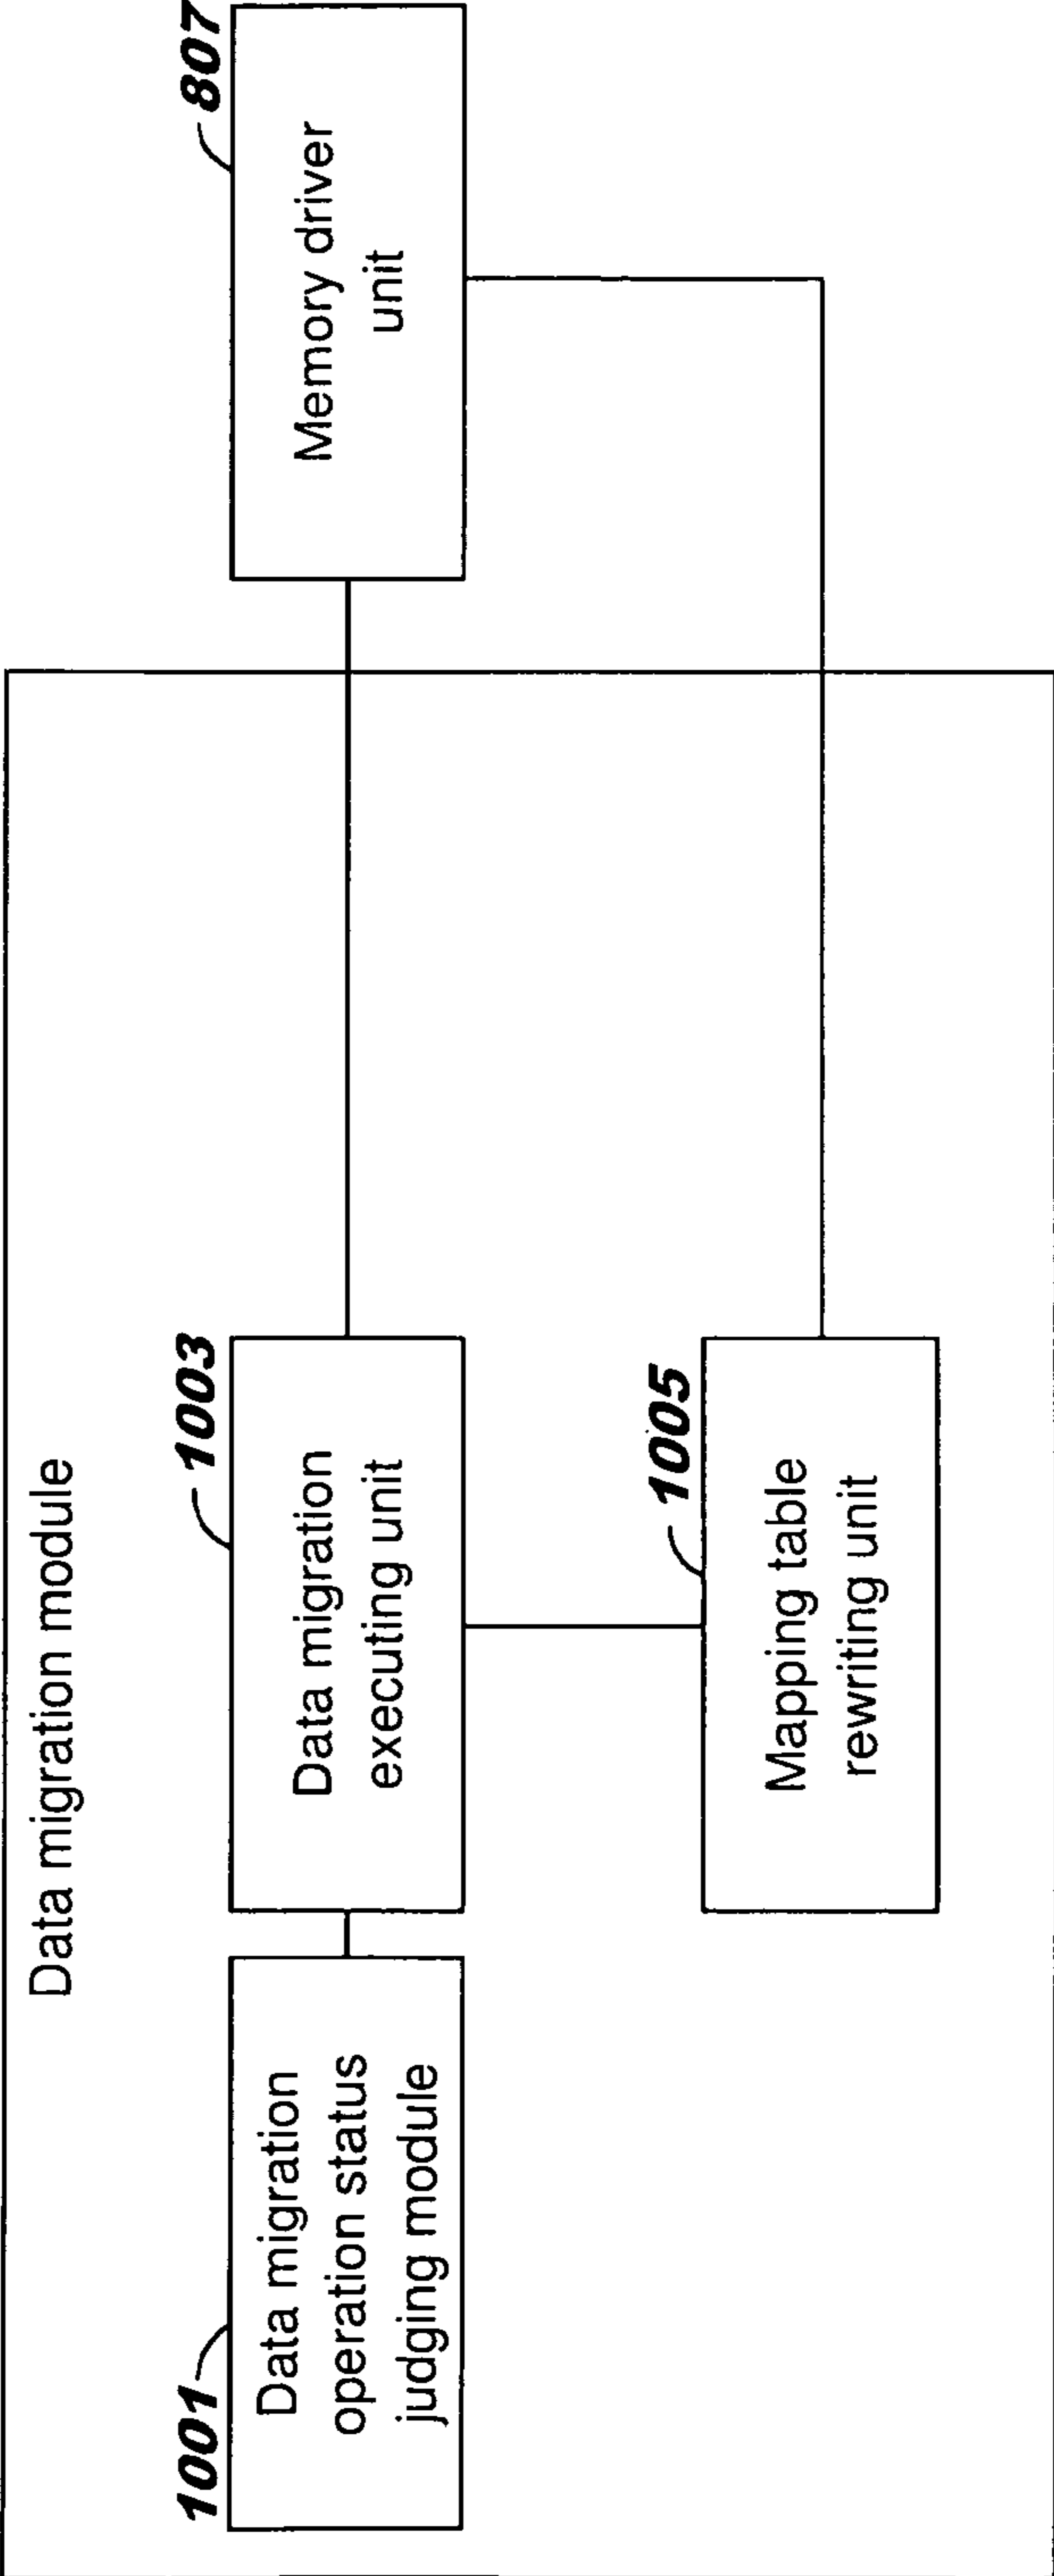 Data migration module
1001
Data migration
operation status
judging module
1003
Data migration
executing unit
1005
Mapping table
rewriting unit
807
Memory driver
unit